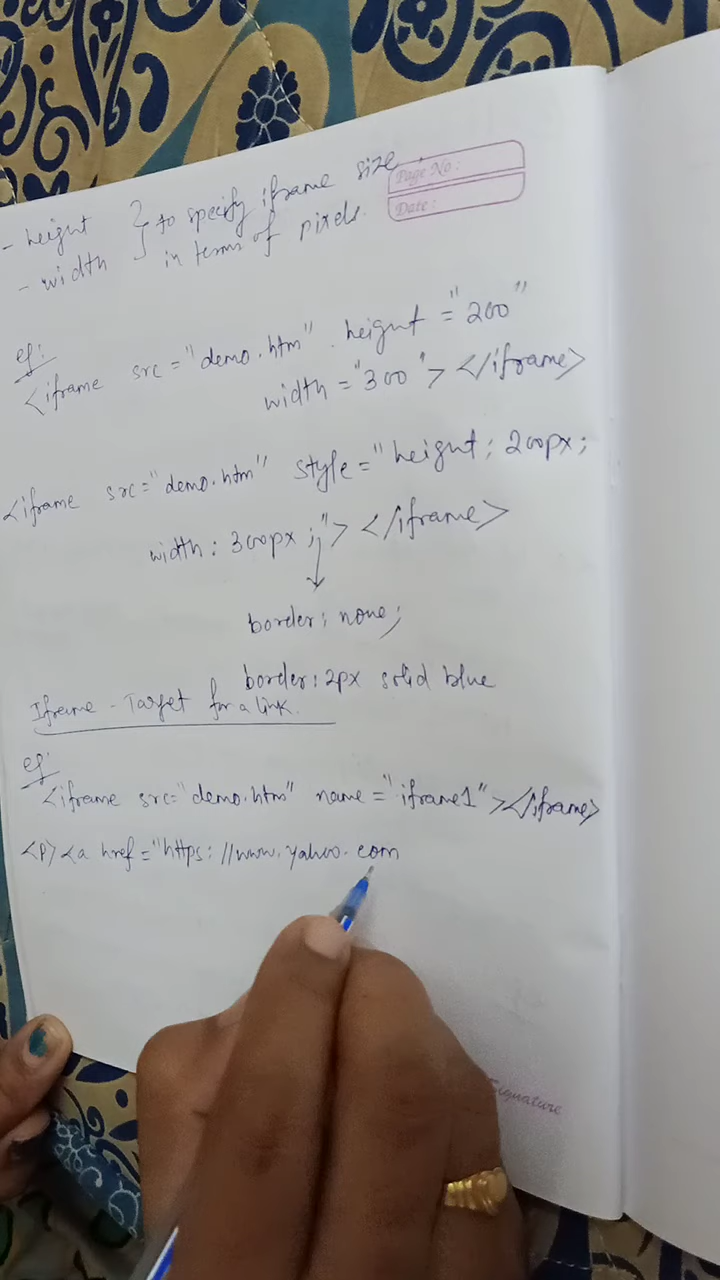 Page No :
Date :
- height } to specify iframe size
- width in terms of pixels.
eg:
<iframe src="demo.htm" height="200"
width="300"></iframe>
<iframe src="demo.htm" style="height: 200px;
width: 300px;"></iframe>
border: none;
border: 2px solid blue
Iframe - Target for a link.
eg:
<iframe src="demo.htm" name="iframe1"></iframe>
<p><a href="https://www.yahoo.com
Signature